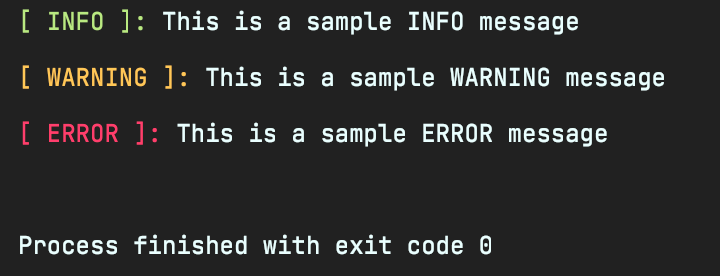 [ INFO ]: This is a sample INFO message
[ WARNING ]: This is a sample WARNING message
[ ERROR ]: This is a sample ERROR message
Process finished with exit code 0